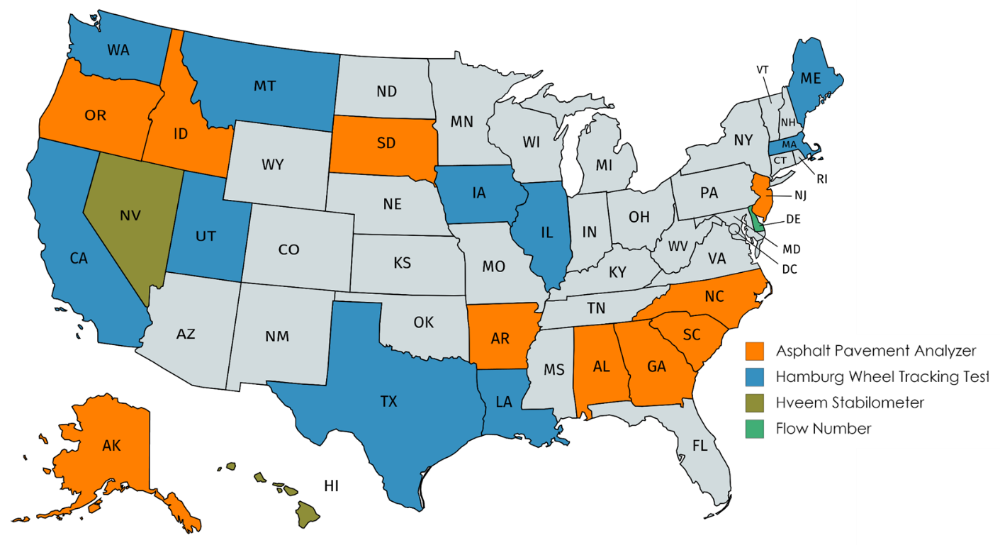 WA
MT
ND
MN
VT
ME
OR
ID
SD
WI
MI
NY
NH
MA
CT
RI
WY
IA
PA
NJ
NV
NE
OH
DE
UT
IL
IN
CA
CO
KS
MO
WV
VA
MD
DC
KY
AZ
NM
OK
AR
TN
NC
SC
MS
AL
GA
TX
LA
FL
AK
HI
Asphalt Pavement Analyzer
Hamburg Wheel Tracking Test
Hveem Stabilometer
Flow Number